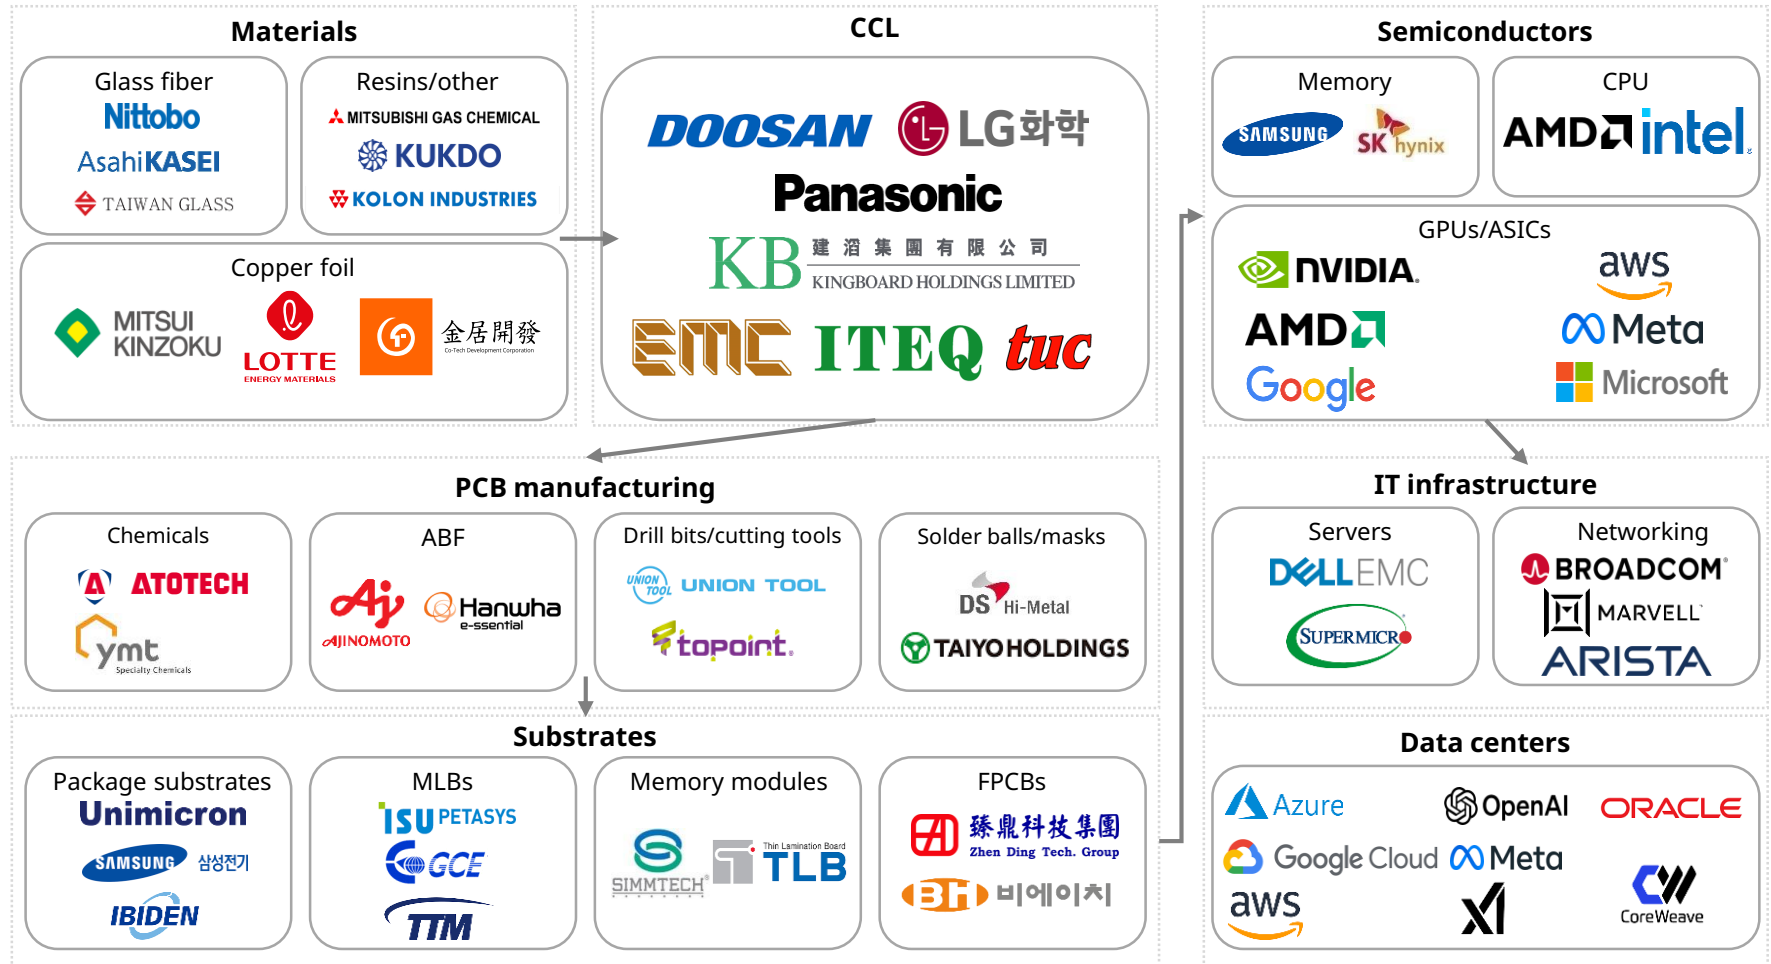 Materials
Glass fiber
Nittobo
AsahiKASEI
TAIWAN GLASS
Resins/other
MITSUBISHI GAS CHEMICAL
KUKDO
KOLON INDUSTRIES
Copper foil
MITSUI
KINZOKU
LOTTE
ENERGY MATERIALS
金居開發
Co-Tech Development Corporation
CCL
DOOSAN
LG화학
Panasonic
KB
建滔集團有限公司
KINGBOARD HOLDINGS LIMITED
EMC
ITEQ
tuc
PCB manufacturing
Chemicals
ATOTECH
ymt
Specialty Chemicals
ABF
AJINOMOTO
Hanwha
e-ssential
Drill bits/cutting tools
UNION
TOOL
UNION TOOL
topoint
Solder balls/masks
DS Hi-Metal
TAIYO HOLDINGS
Substrates
Package substrates
Unimicron
SAMSUNG 삼성전기
IBIDEN
MLBs
ISU PETASYS
GCE
TTM
Memory modules
SIMMTECH
Thin Lamination Board
TLB
FPCBs
臻鼎科技集團
Zhen Ding Tech. Group
BH 비에이치
Semiconductors
Memory
SAMSUNG
SK hynix
CPU
AMD
intel
GPUs/ASICs
NVIDIA
aws
AMD
Meta
Google
Microsoft
IT infrastructure
Servers
DELLEMC
SUPERMICRO
Networking
BROADCOM
MARVELL
ARISTA
Data centers
Azure
OpenAI
ORACLE
Google Cloud
Meta
aws
xAI
CoreWeave